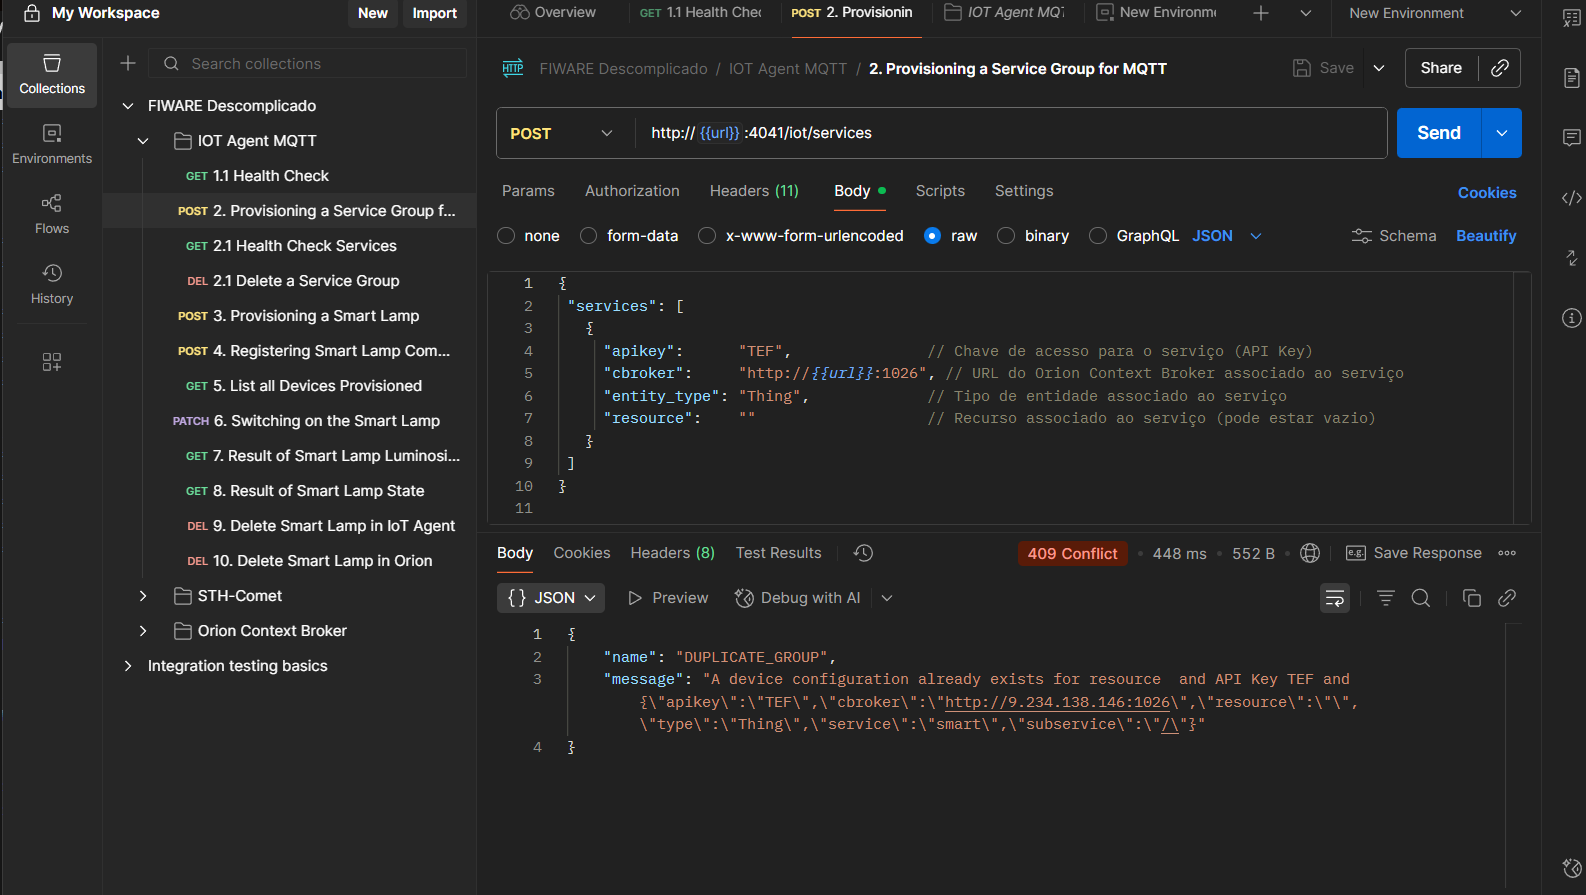 My Workspace
New
Import
Overview
GET 1.1 Health Chec
POST 2. Provisionin
IOT Agent MQT
New Environme
New Environment
Collections
Environments
Flows
History
Search collections
FIWARE Descomplicado
IOT Agent MQTT
GET 1.1 Health Check
POST 2. Provisioning a Service Group f...
GET 2.1 Health Check Services
DEL 2.1 Delete a Service Group
POST 3. Provisioning a Smart Lamp
POST 4. Registering Smart Lamp Com...
GET 5. List all Devices Provisioned
PATCH 6. Switching on the Smart Lamp
GET 7. Result of Smart Lamp Luminosi...
GET 8. Result of Smart Lamp State
DEL 9. Delete Smart Lamp in IoT Agent
DEL 10. Delete Smart Lamp in Orion
STH-Comet
Orion Context Broker
Integration testing basics
HTTP FIWARE Descomplicado / IOT Agent MQTT / 2. Provisioning a Service Group for MQTT
Save
Share
POST
http:// {{url}} :4041/iot/services
Send
Params Authorization Headers (11) Body Scripts Settings
Cookies
none form-data x-www-form-urlencoded raw binary GraphQL JSON
Schema Beautify
1 {
2 "services": [
3 {
4 "apikey": "TEF", // Chave de acesso para o serviço (API Key)
5 "cbroker": "http://{{url}}:1026", // URL do Orion Context Broker associado ao serviço
6 "entity_type": "Thing", // Tipo de entidade associado ao serviço
7 "resource": "" // Recurso associado ao serviço (pode estar vazio)
8 }
9 ]
10 }
11
Body Cookies Headers (8) Test Results
409 Conflict • 448 ms • 552 B
e.g. Save Response
{} JSON
Preview
Debug with AI
1 {
2 "name": "DUPLICATE_GROUP",
3 "message": "A device configuration already exists for resource  and API Key TEF and
{\"apikey\":\"TEF\",\"cbroker\":\"http://9.234.138.146:1026\",\"resource\":\"\",
\"type\":\"Thing\",\"service\":\"smart\",\"subservice\":\"/\"}"
4 }